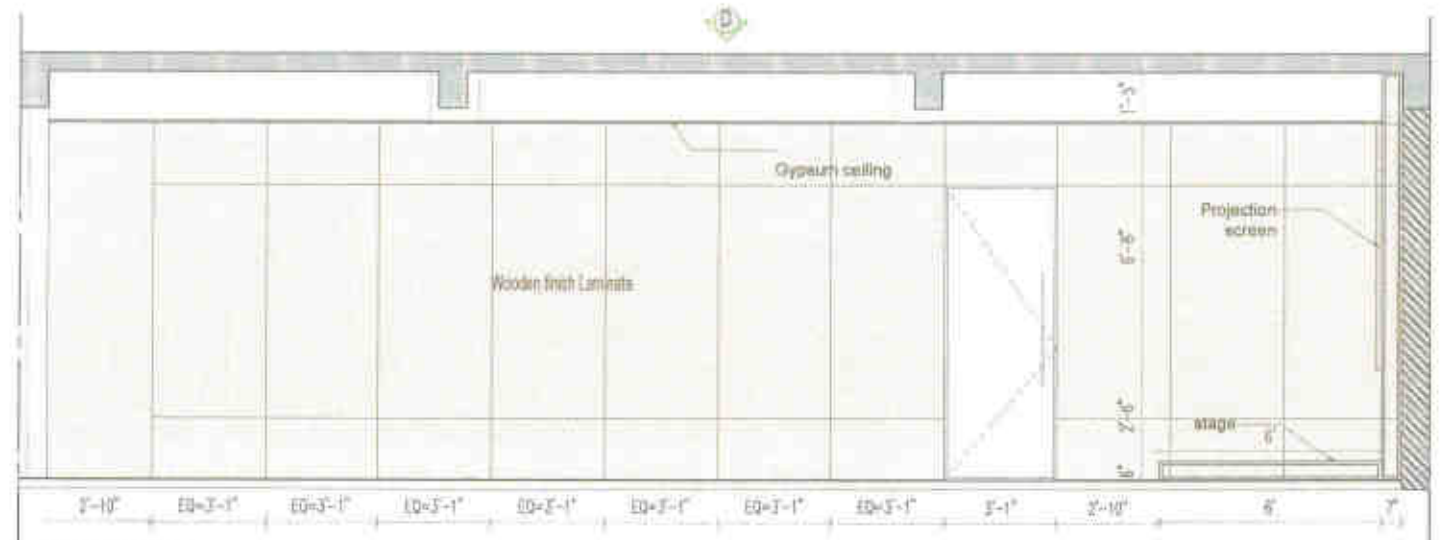 D
1'-5"
Gypsum ceiling
Projection
screen
6'-6"
Wooden finish Laminate
2'-6"
stage
6'
6"
2'-10" EQ=3'-1" EQ=3'-1" EQ=3'-1" EQ=3'-1" EQ=3'-1" EQ=3'-1" EQ=3'-1" 3'-1" 2'-10" 6' 7"